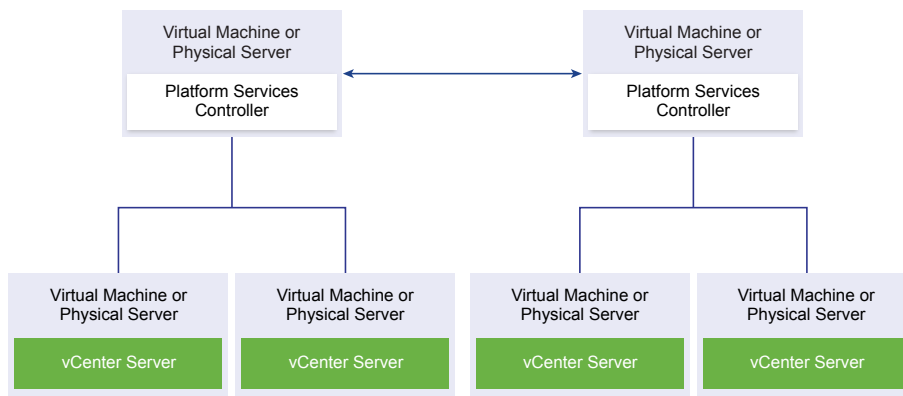 Virtual Machine or
Physical Server
Platform Services
Controller
Virtual Machine or
Physical Server
Platform Services
Controller
Virtual Machine or
Physical Server
vCenter Server
Virtual Machine or
Physical Server
vCenter Server
Virtual Machine or
Physical Server
vCenter Server
Virtual Machine or
Physical Server
vCenter Server